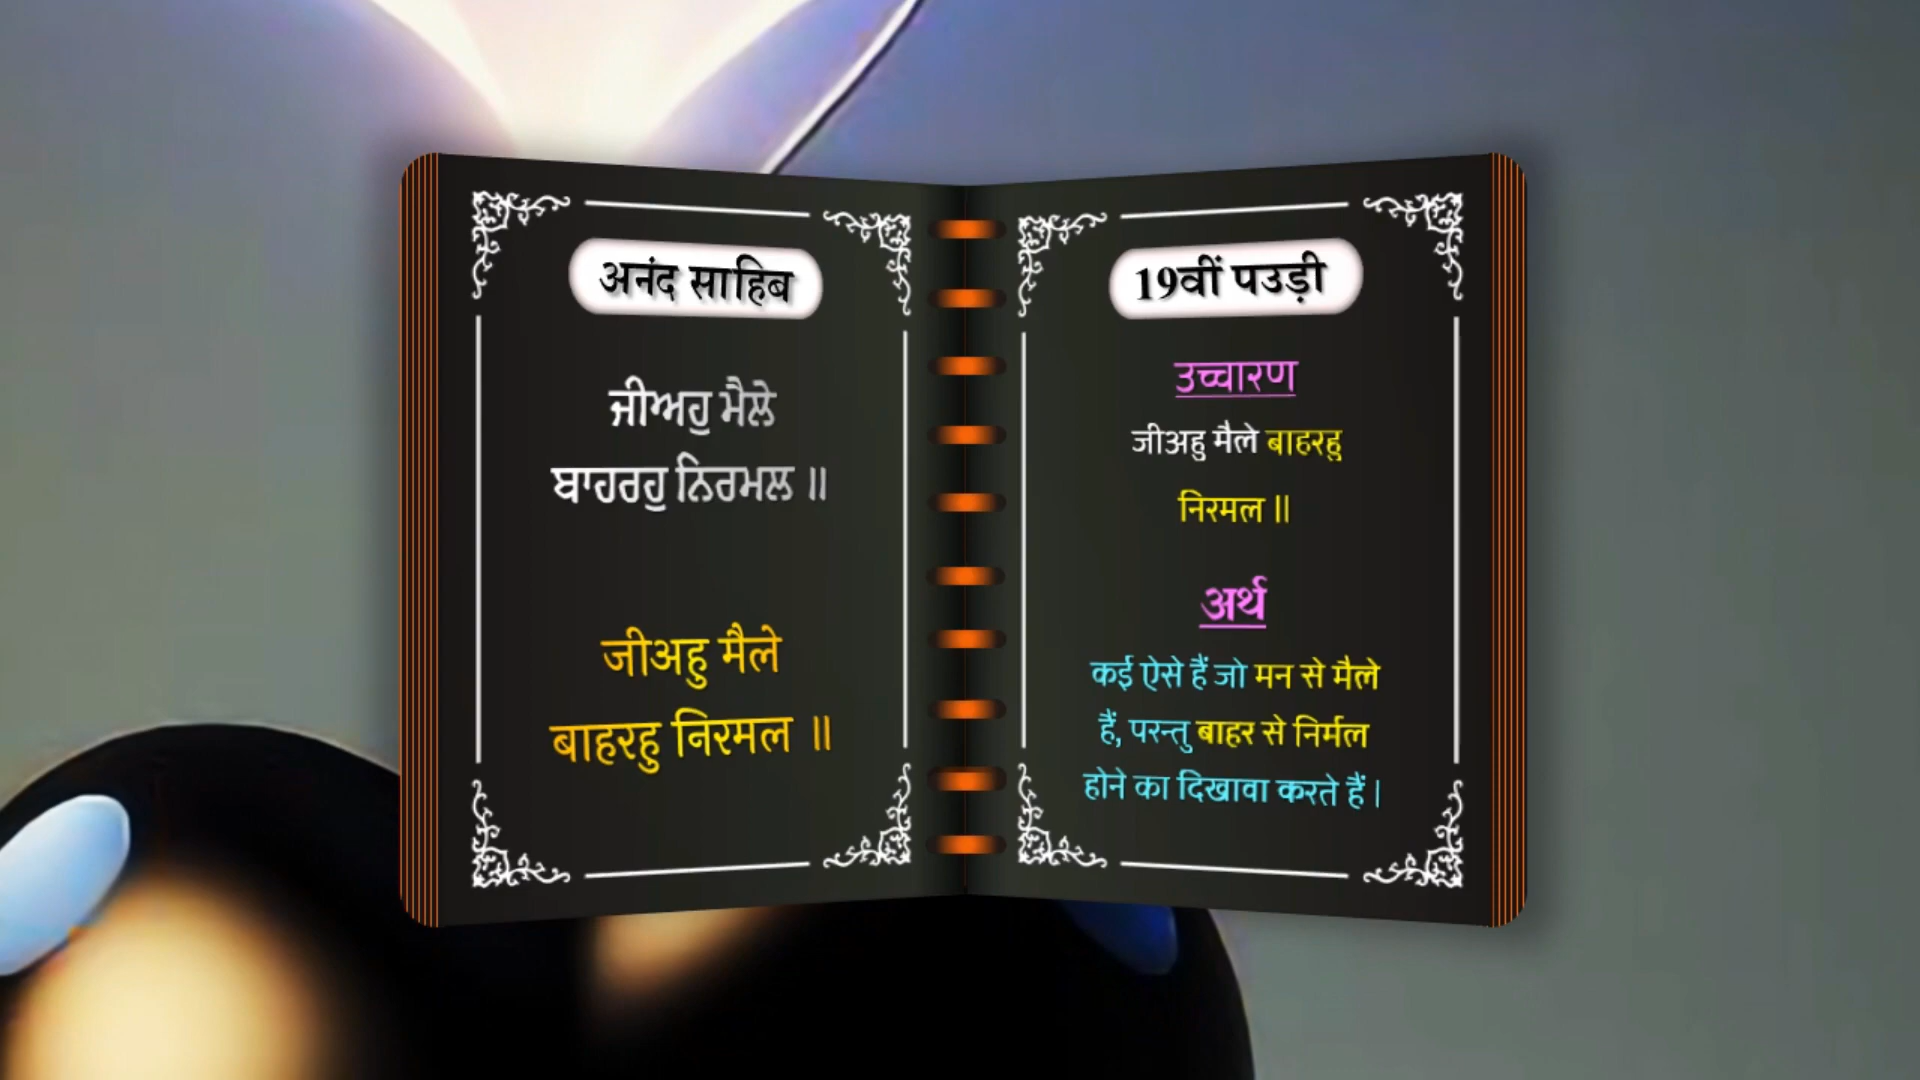 अनंद साहिब
ਜੀਅਹੁ ਮੈਲੇ
ਬਾਹਰਹੁ ਨਿਰਮਲ ॥
जीअहु मैले
बाहरहु निरमल ॥
19वीं पउड़ी
उच्चारण
जीअहु मैले बाहरहु
निरमल ॥
अर्थ
कई ऐसे हैं जो मन से मैले
हैं, परन्तु बाहर से निर्मल
होने का दिखावा करते हैं।